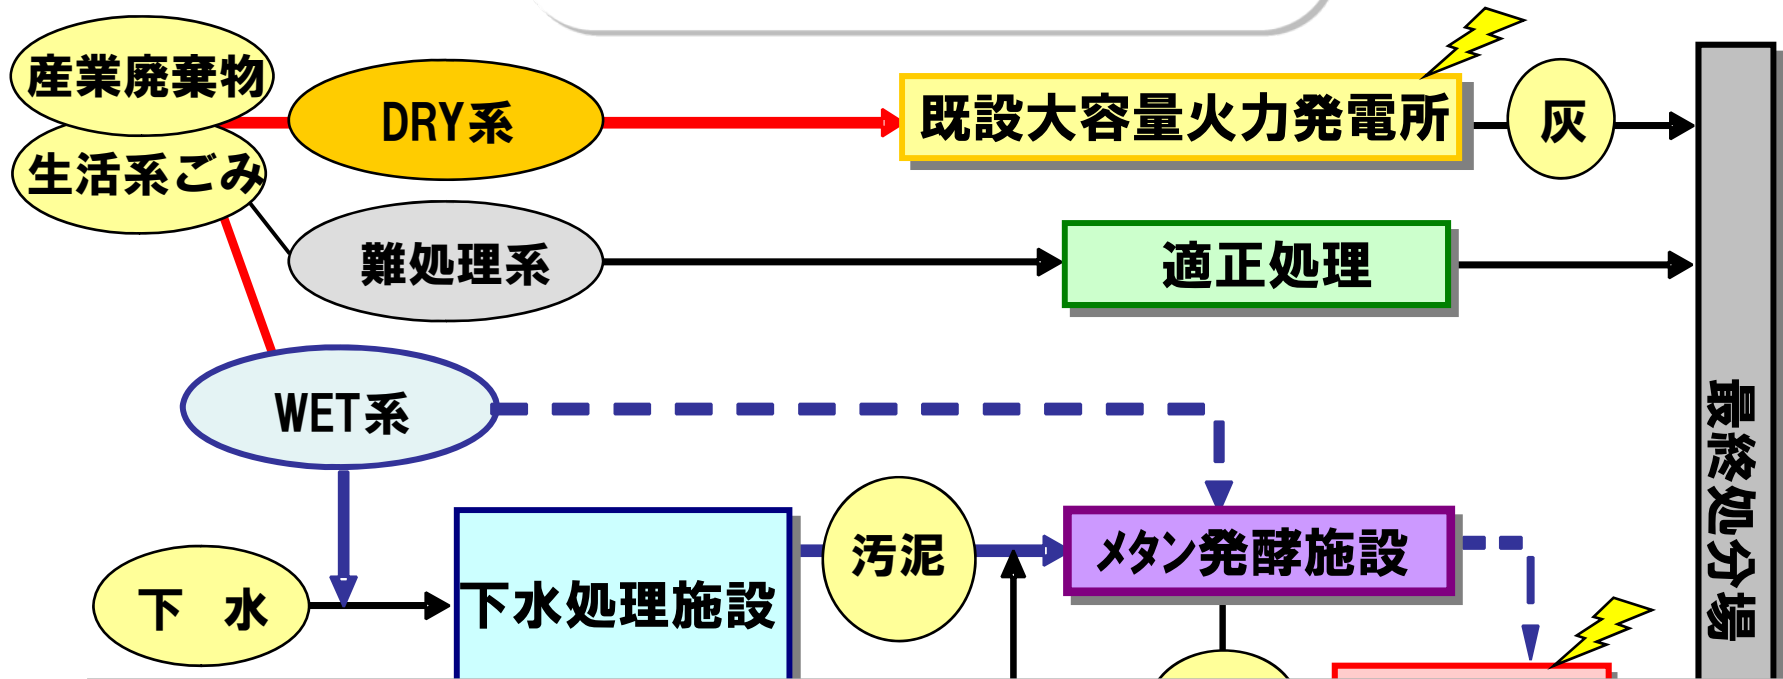 産業廃棄物
生活系ごみ
DRY系
既設大容量火力発電所
灰
難処理系
適正処理
WET系
汚泥
メタン発酵施設
下　水
下水処理施設
最終処分場